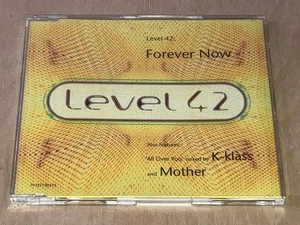 Level 42:
Forever Now
Level 42
Also features
'All Over You' mixed by K-klass
and Mother